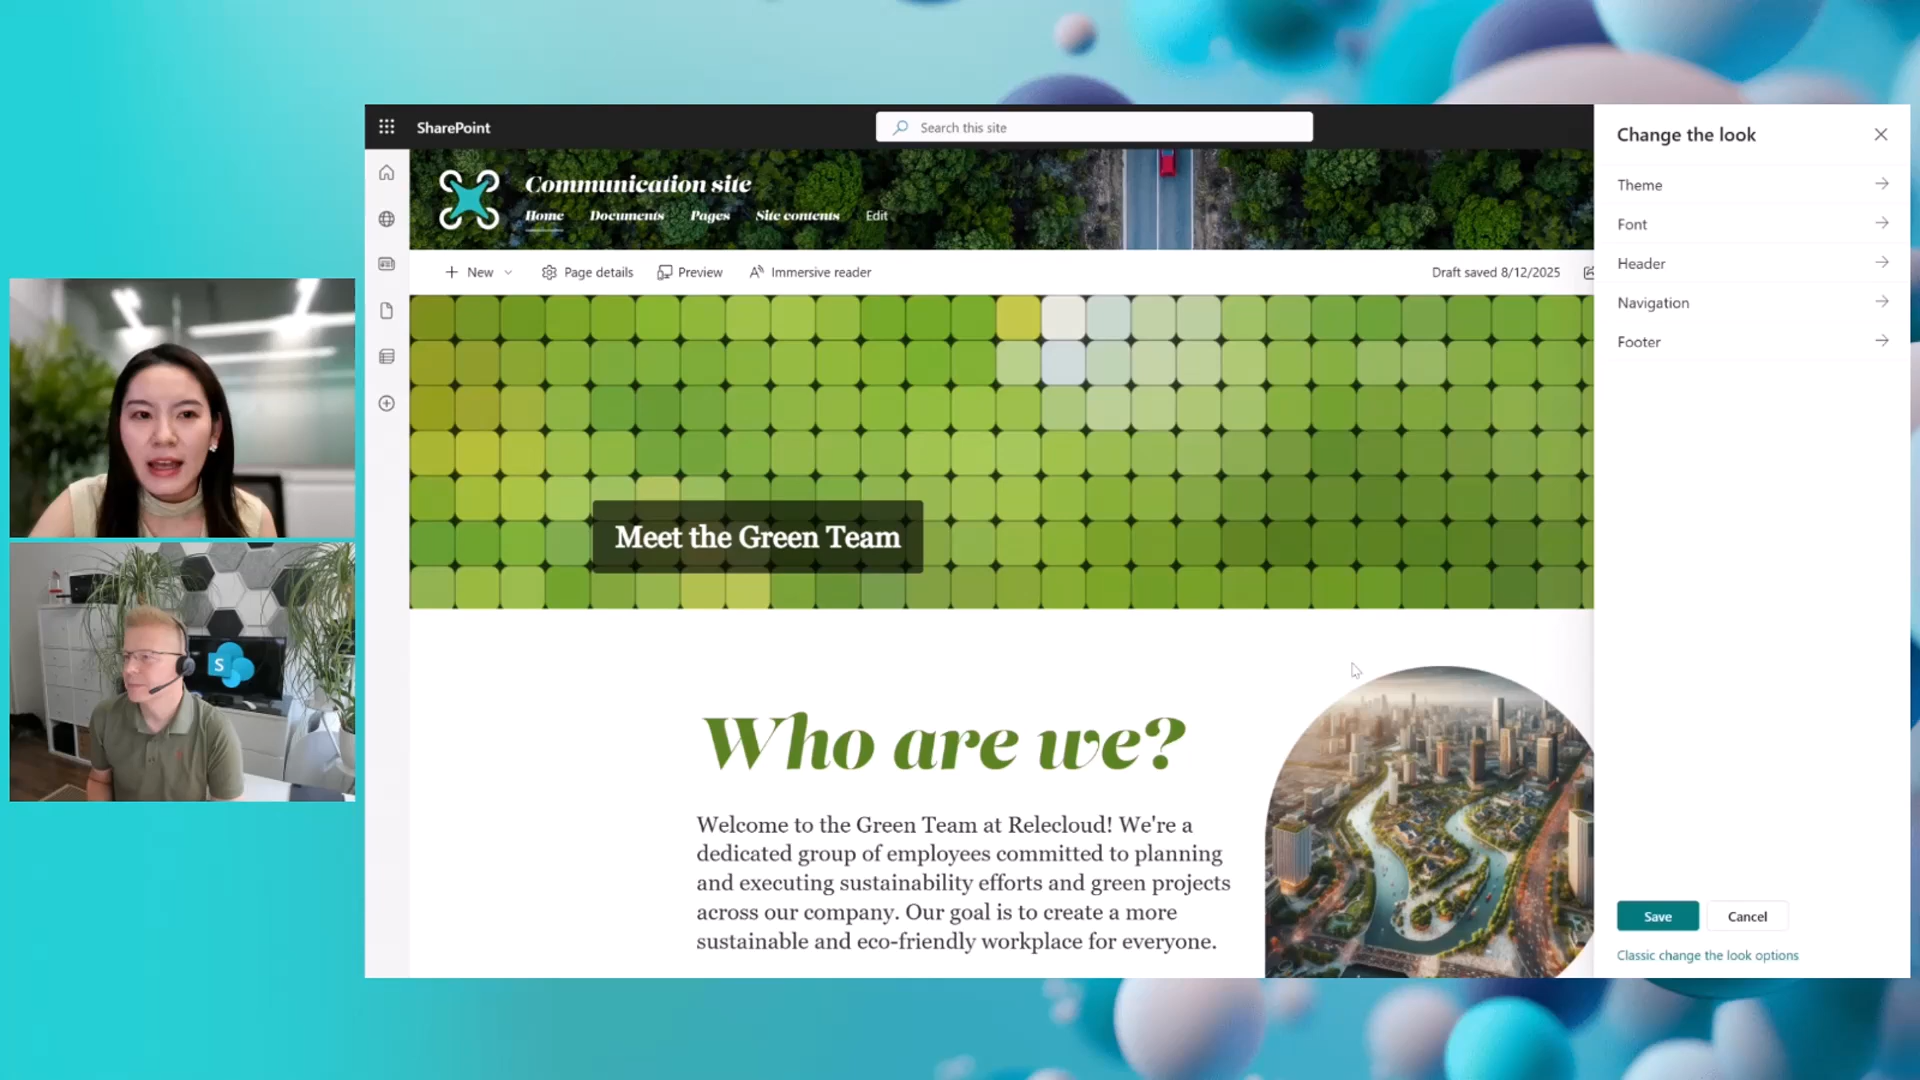 SharePoint
Search this site
Communication site
Home Documents Pages Site contents Edit
New Page details Preview Immersive reader Draft saved 8/12/2025
Meet the Green Team
Who are we?
Welcome to the Green Team at Relecloud! We're a
dedicated group of employees committed to planning
and executing sustainability efforts and green projects
across our company. Our goal is to create a more
sustainable and eco-friendly workplace for everyone.
Change the look
Theme
Font
Header
Navigation
Footer
Save Cancel
Classic change the look options
S